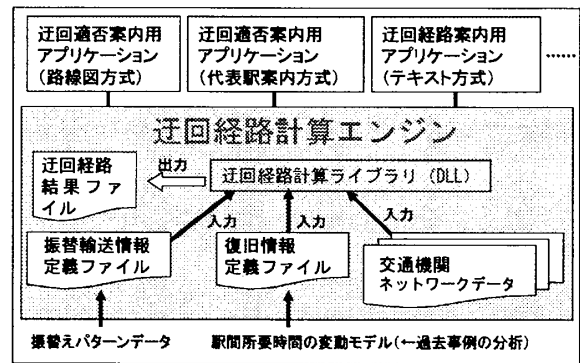 迂回適否案内用
アプリケーション
(路線図方式)
迂回適否案内用
アプリケーション
(代表駅案内方式)
迂回経路案内用
アプリケーション
(テキスト方式)
……
迂回経路計算エンジン
迂回経路
結果ファ
イル
出力
迂回経路計算ライブラリ (DLL)
入力
入力
入力
振替輸送情報
定義ファイル
復旧情報
定義ファイル
交通機関
ネットワークデータ
振替えパターンデータ
駅間所要時間の変動モデル(←過去事例の分析)